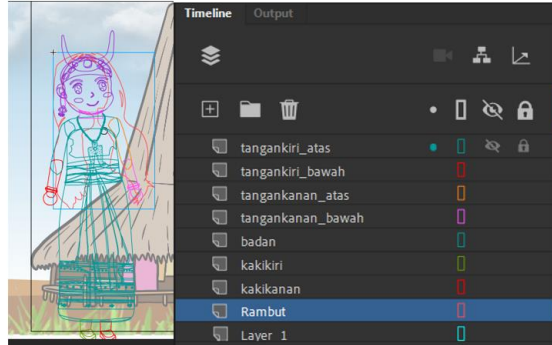 Timeline Output
tangankiri_atas
tangankiri_bawah
tangankanan_atas
tangankanan_bawah
badan
kakikiri
kakikanan
Rambut
Layer_1